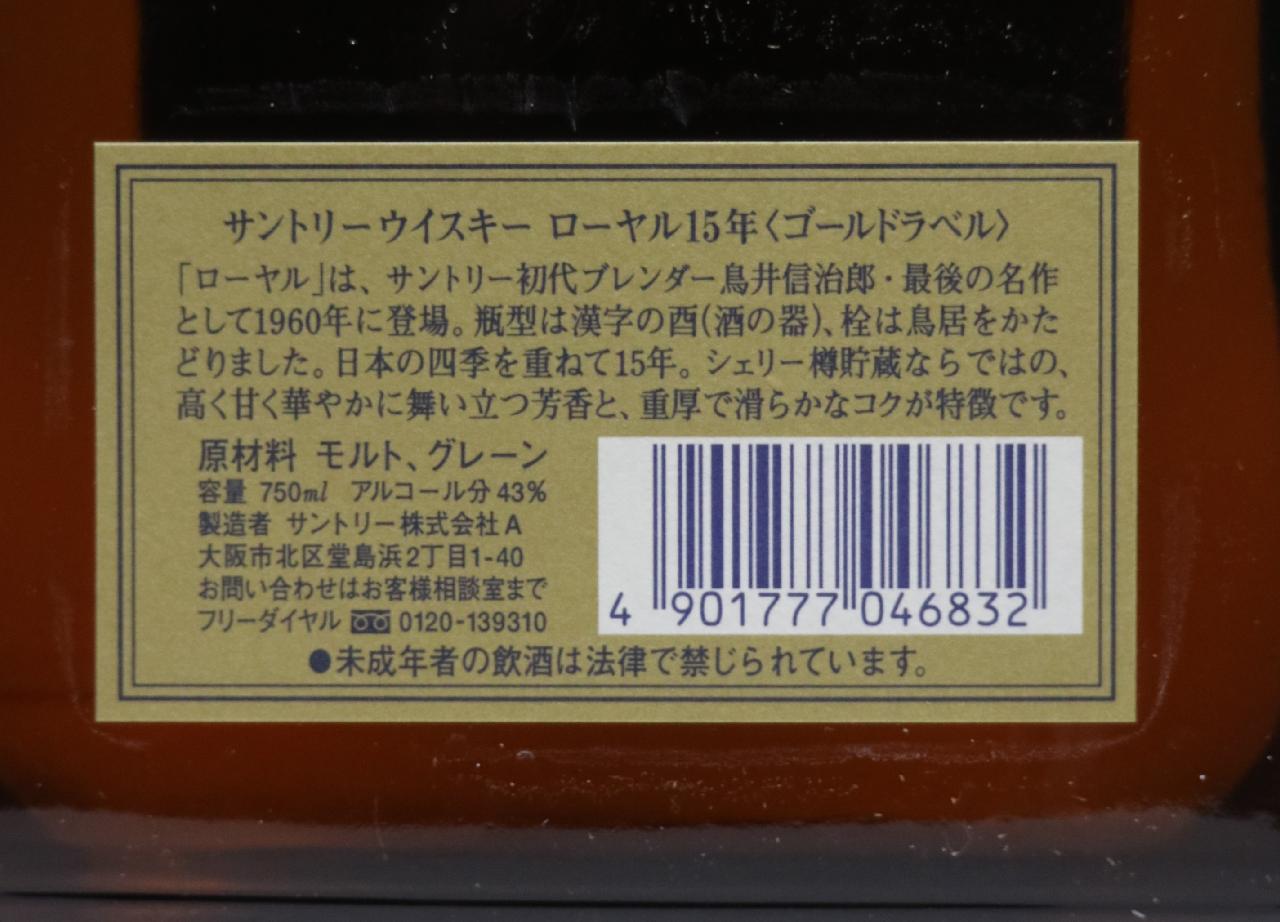 サントリーウイスキー ローヤル15年〈ゴールドラベル〉
「ローヤル」は、サントリー初代ブレンダー鳥井信治郎・最後の名作
として1960年に登場。瓶型は漢字の酉(酒の器)、栓は鳥居をかた
どりました。日本の四季を重ねて15年。シェリー樽貯蔵ならではの、
高く甘く華やかに舞い立つ芳香と、重厚で滑らかなコクが特徴です。
原材料 モルト、グレーン
容量 750ml アルコール分 43%
製造者 サントリー株式会社 A
大阪市北区堂島浜2丁目1-40
お問い合わせはお客様相談室まで
フリーダイヤル 0120-139310
4 901777 046832
●未成年者の飲酒は法律で禁じられています。